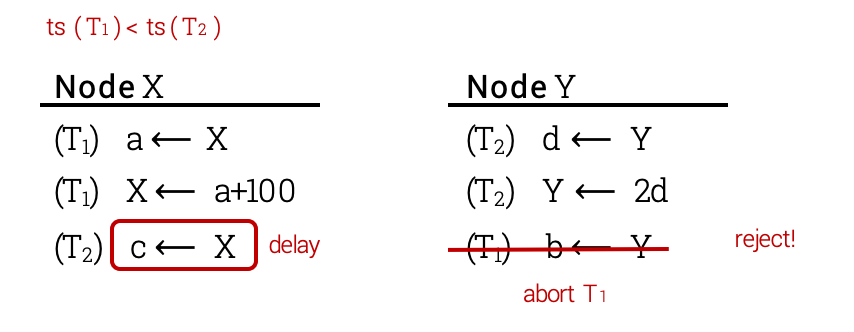 ts (T₁) < ts(T₂)
Node X
(T₁) a ⟵ X
(T₁) X ⟵ a+100
(T₂) c ⟵ X delay
Node Y
(T₂) d ⟵ Y
(T₂) Y ⟵ 2d
(T₁) b ⟵ Y reject!
abort T₁